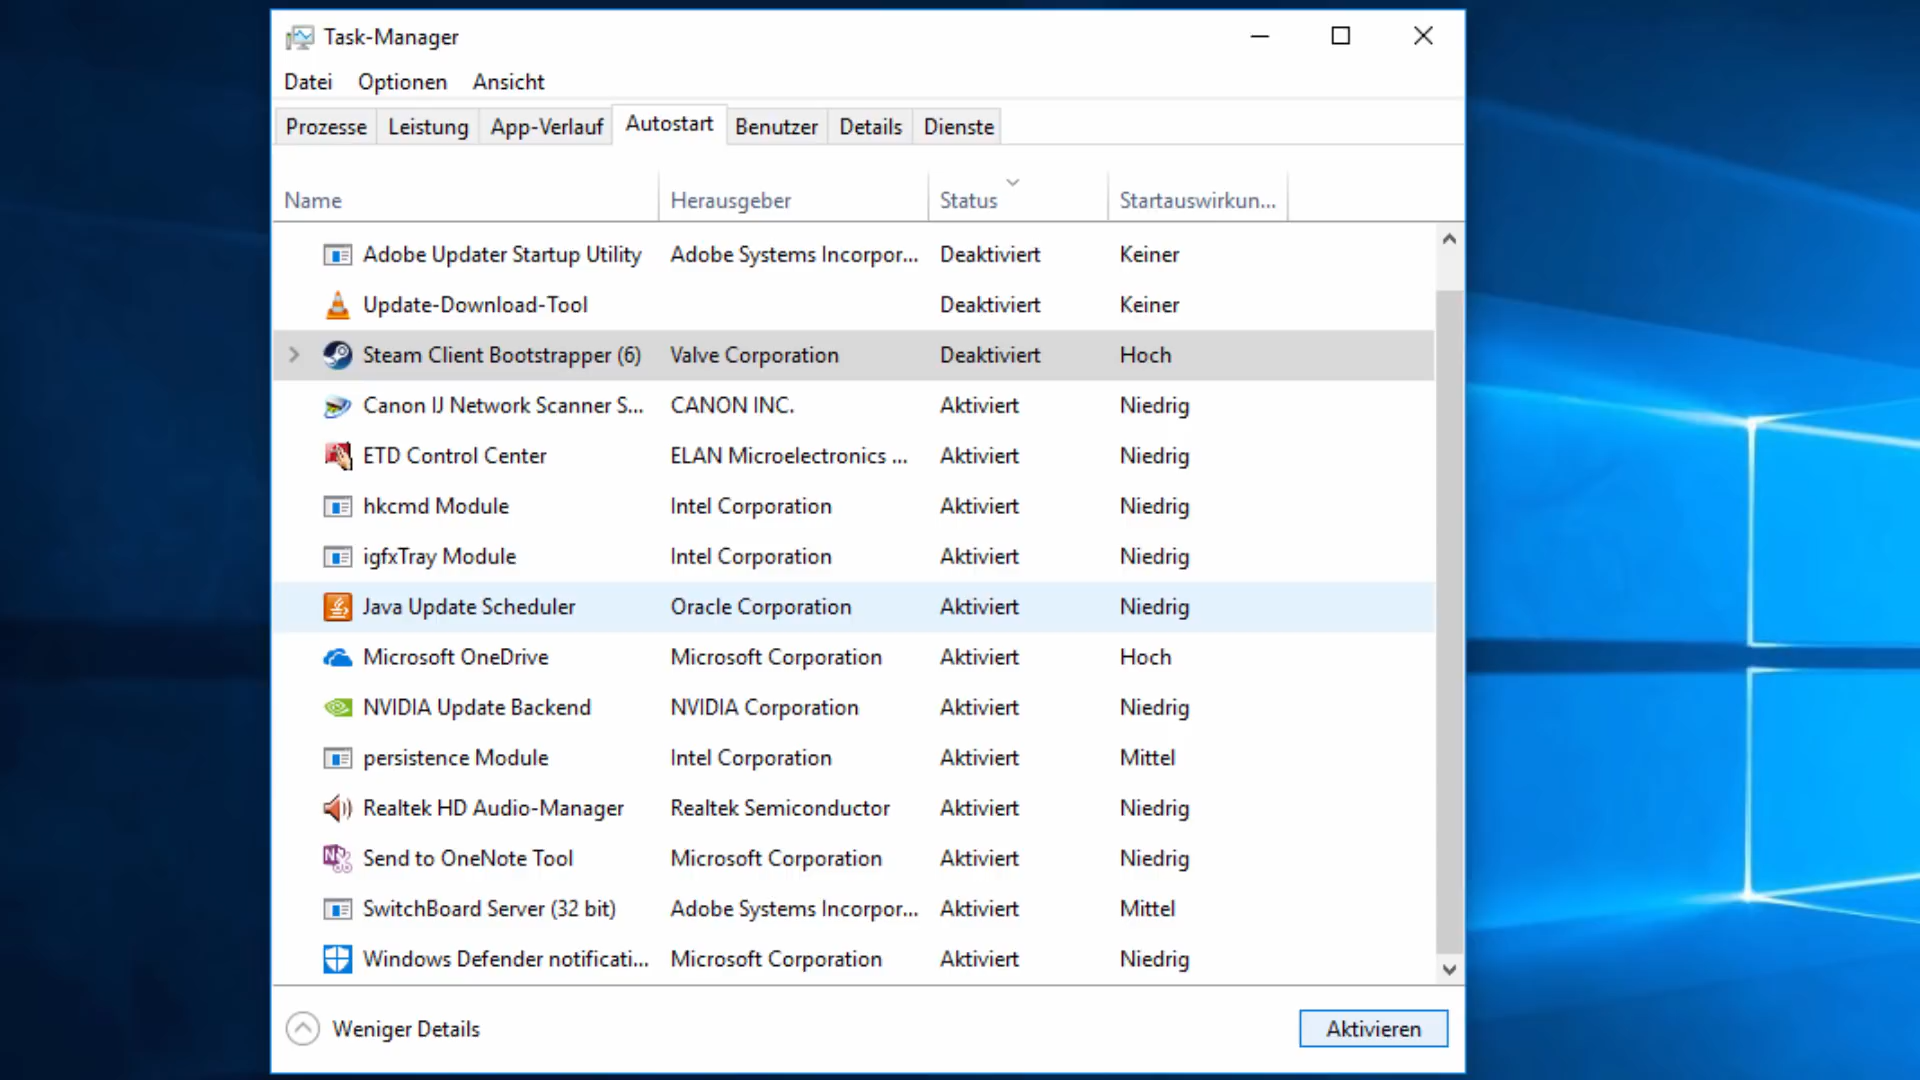 Task-Manager
Datei Optionen Ansicht
Prozesse Leistung App-Verlauf Autostart Benutzer Details Dienste
Name Herausgeber Status Startauswirkun...
Adobe Updater Startup Utility Adobe Systems Incorpor... Deaktiviert Keiner
Update-Download-Tool Deaktiviert Keiner
Steam Client Bootstrapper (6) Valve Corporation Deaktiviert Hoch
Canon IJ Network Scanner S... CANON INC. Aktiviert Niedrig
ETD Control Center ELAN Microelectronics ... Aktiviert Niedrig
hkcmd Module Intel Corporation Aktiviert Niedrig
igfxTray Module Intel Corporation Aktiviert Niedrig
Java Update Scheduler Oracle Corporation Aktiviert Niedrig
Microsoft OneDrive Microsoft Corporation Aktiviert Hoch
NVIDIA Update Backend NVIDIA Corporation Aktiviert Niedrig
persistence Module Intel Corporation Aktiviert Mittel
Realtek HD Audio-Manager Realtek Semiconductor Aktiviert Niedrig
Send to OneNote Tool Microsoft Corporation Aktiviert Niedrig
SwitchBoard Server (32 bit) Adobe Systems Incorpor... Aktiviert Mittel
Windows Defender notificati... Microsoft Corporation Aktiviert Niedrig
Weniger Details Aktivieren